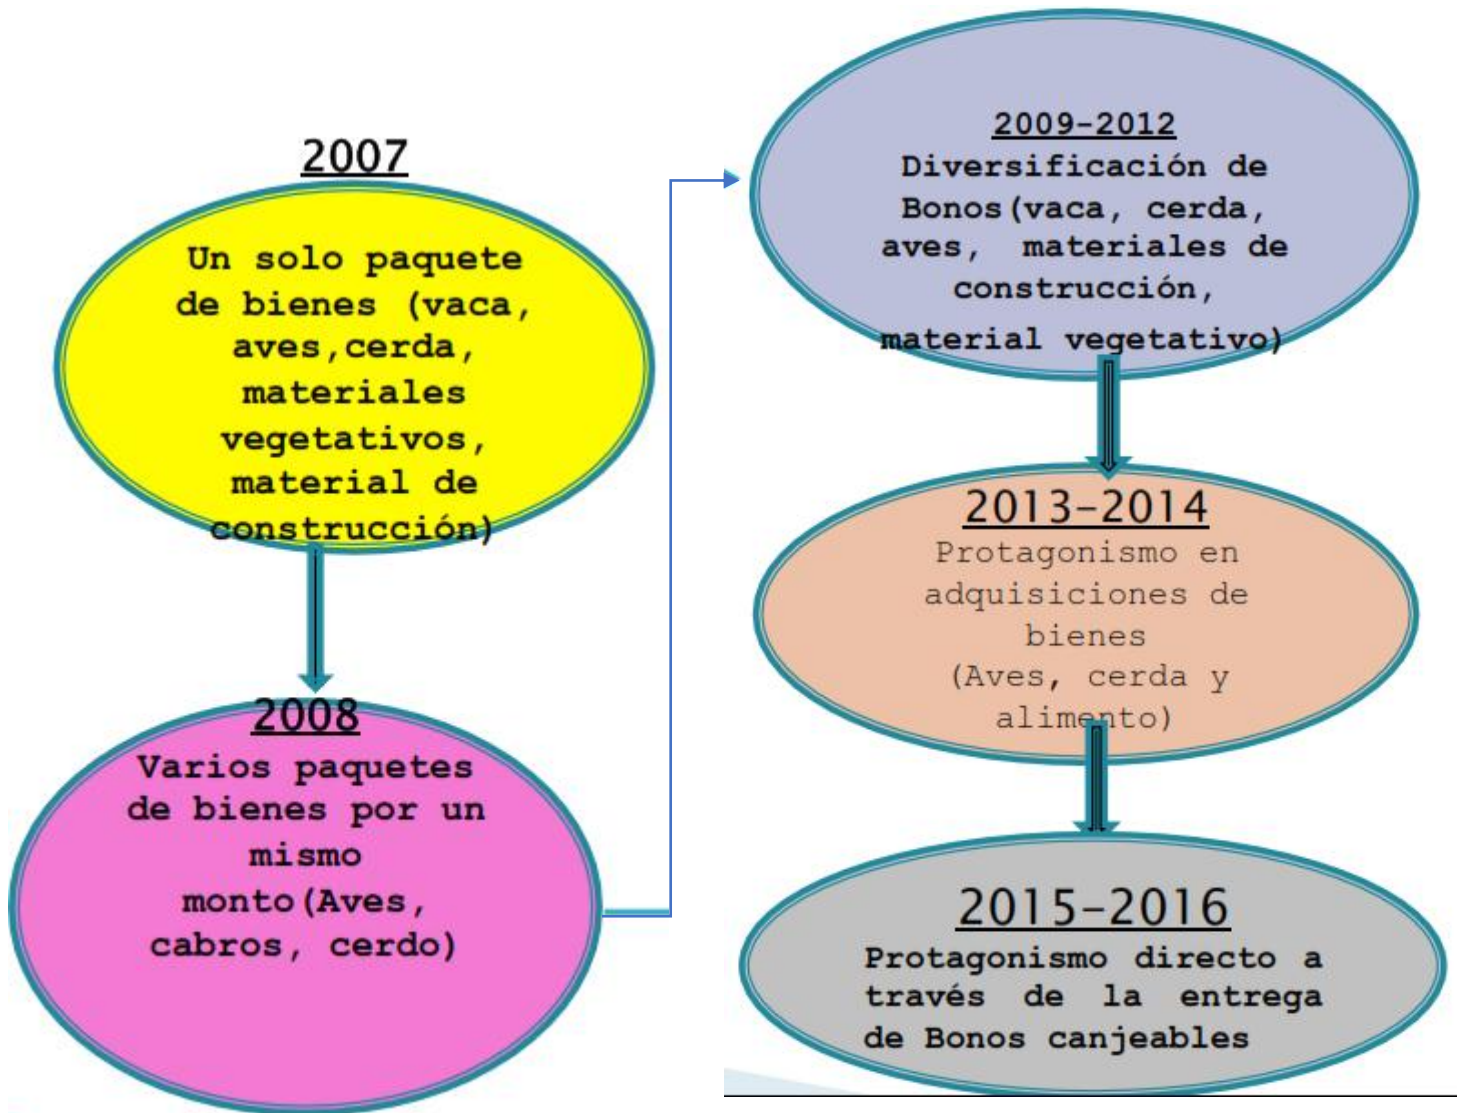 2007
Un solo paquete
de bienes (vaca,
aves,cerda,
materiales
vegetativos,
material de
construcción)
2008
Varios paquetes
de bienes por un
mismo
monto(Aves,
cabros, cerdo)
2009-2012
Diversificación de
Bonos(vaca, cerda,
aves, materiales de
construcción,
material vegetativo)
2013-2014
Protagonismo en
adquisiciones de
bienes
(Aves, cerda y
alimento)
2015-2016
Protagonismo directo a
través de la entrega
de Bonos canjeables